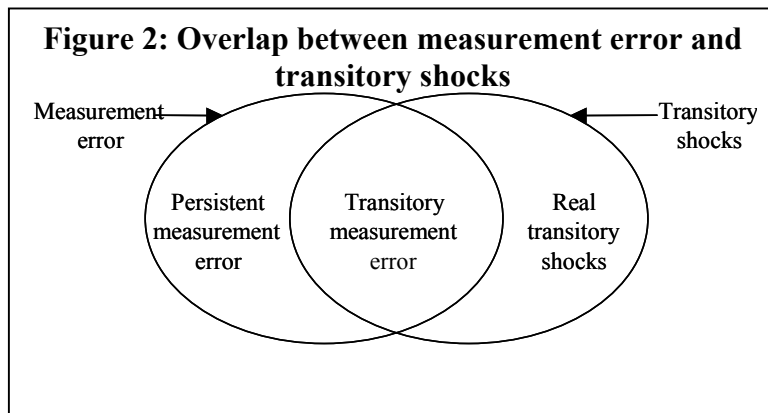 Figure 2: Overlap between measurement error and
transitory shocks
Measurement
error
Transitory
shocks
Persistent
measurement
error
Transitory
measurement
error
Real
transitory
shocks